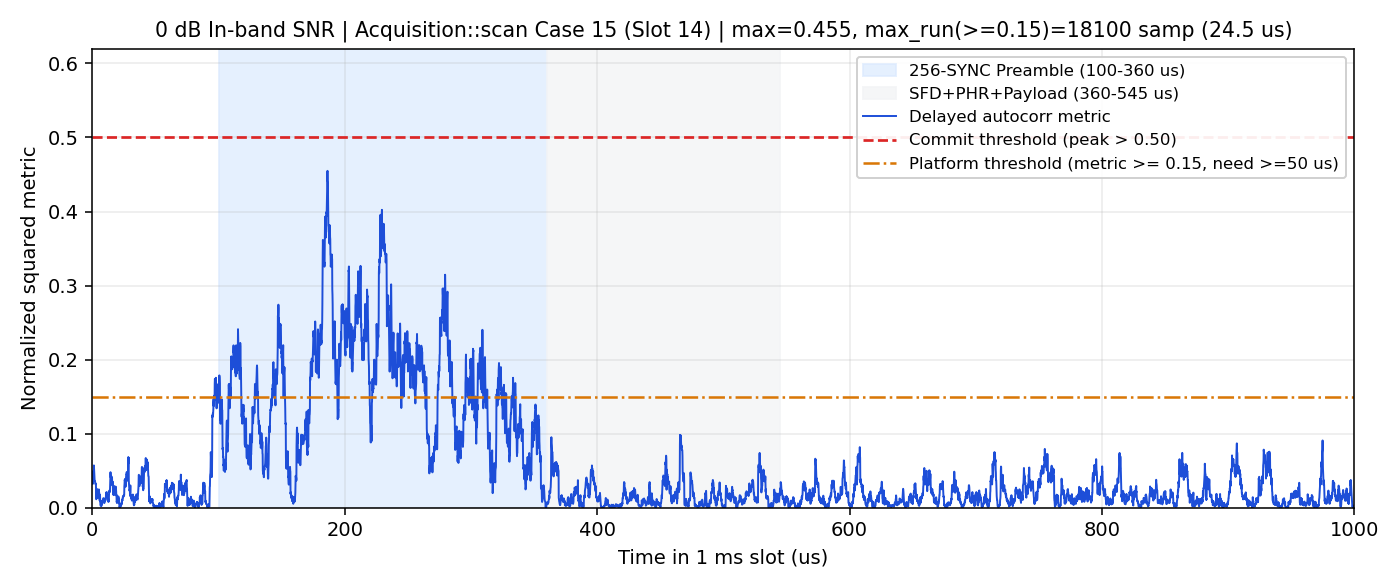 0 dB In-band SNR | Acquisition::scan Case 15 (Slot 14) | max=0.455, max_run(>=0.15)=18100 samp (24.5 us)
256-SYNC Preamble (100-360 us)
SFD+PHR+Payload (360-545 us)
Delayed autocorr metric
Commit threshold (peak > 0.50)
Platform threshold (metric >= 0.15, need >=50 us)
Normalized squared metric
0.6
0.5
0.4
0.3
0.2
0.1
0.0
0 200 400 600 800 1000
Time in 1 ms slot (us)